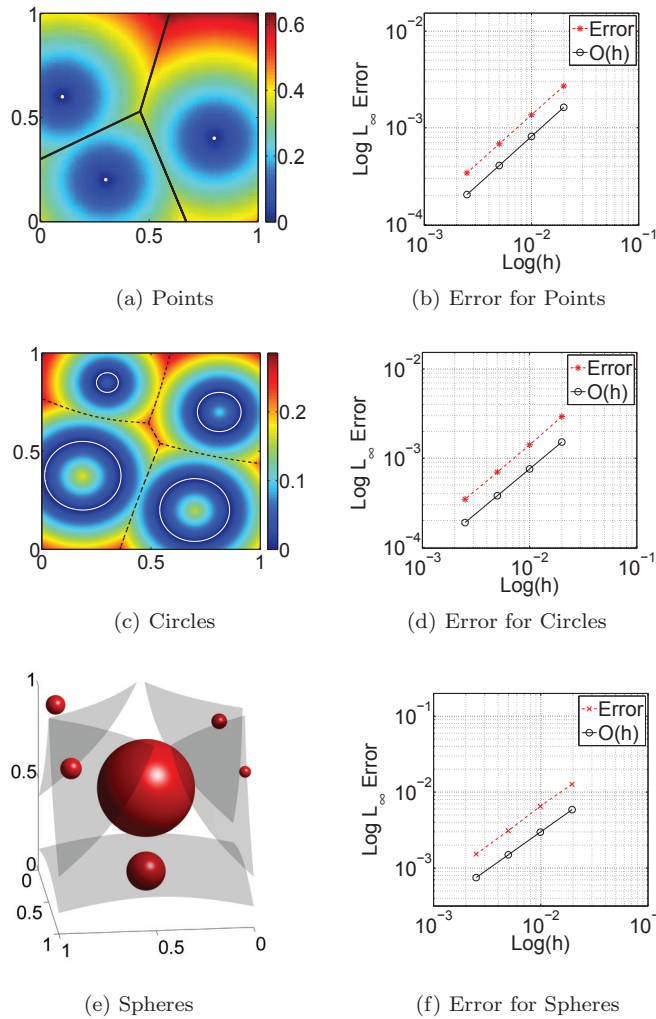 1
0.5
0
0
0.5
1
0.6
0.4
0.2
0
(a) Points
Log L∞ Error
10⁻²
10⁻³
10⁻⁴
10⁻³
10⁻²
10⁻¹
Log(h)
Error
O(h)
(b) Error for Points
1
0.5
0
0
0.5
1
0.2
0
(c) Circles
Log L∞ Error
10⁻²
10⁻³
10⁻⁴
10⁻³
10⁻²
10⁻¹
Log(h)
Error
O(h)
(d) Error for Circles
1
0.5
0
0
0.5
1
1
0.5
0
(e) Spheres
Log L∞ Error
10⁻¹
10⁻²
10⁻³
10⁻³
10⁻²
10⁻¹
Log(h)
Error
O(h)
(f) Error for Spheres